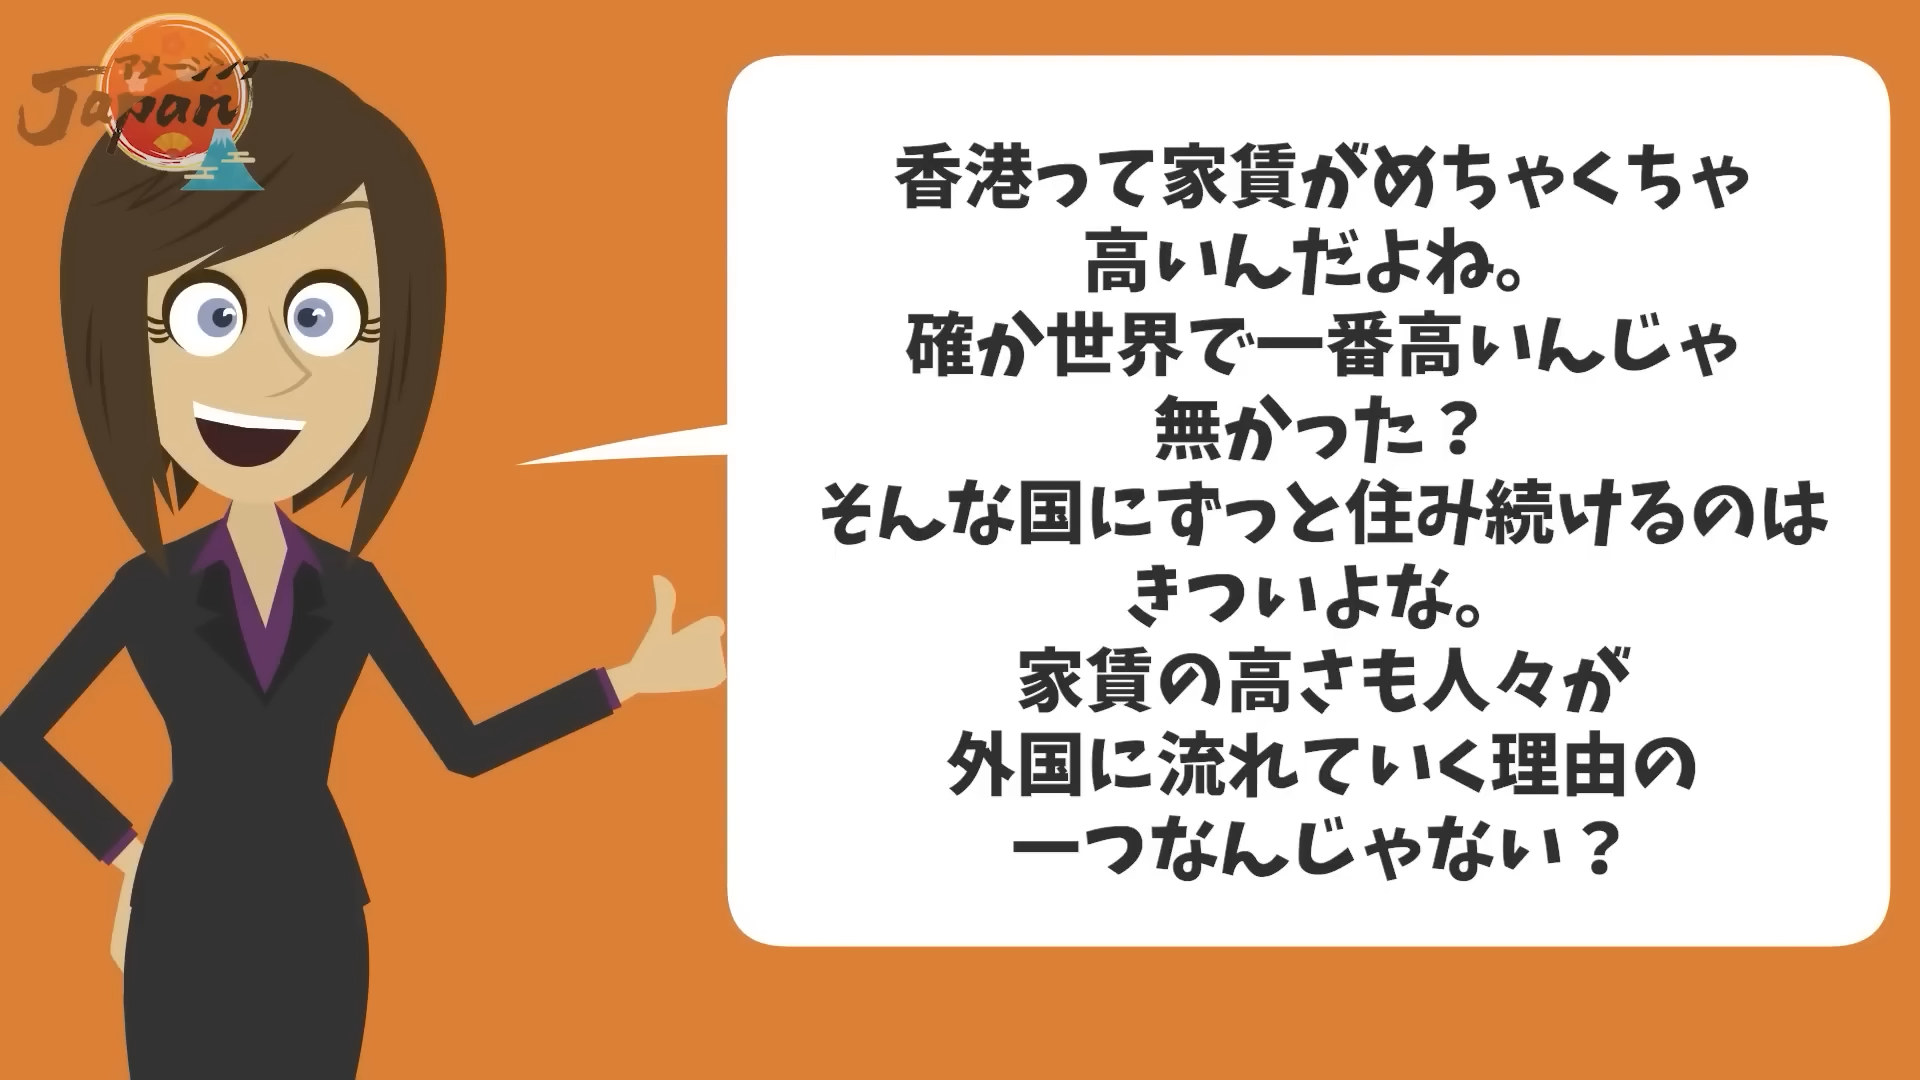 アメージング
Japan
香港って家賃がめちゃくちゃ
高いんだよね。
確か世界で一番高いんじゃ
無かった？
そんな国にずっと住み続けるのは
きついよな。
家賃の高さも人々が
外国に流れていく理由の
一つなんじゃない？